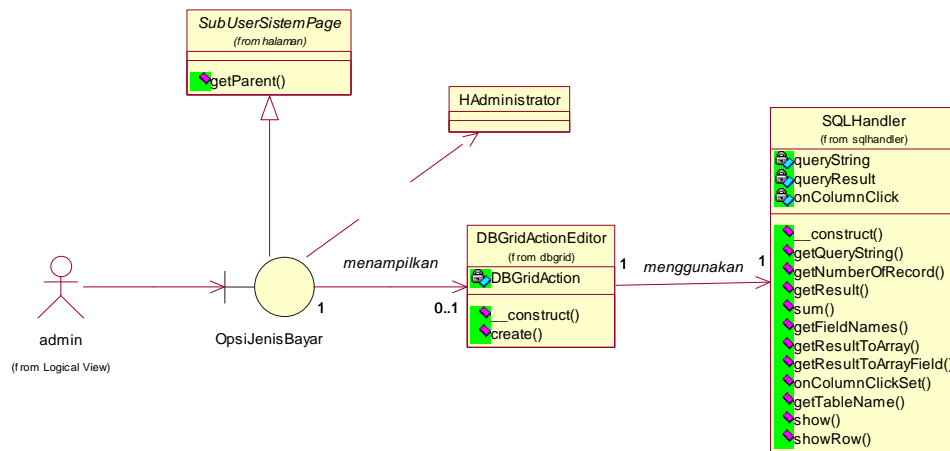 SubUserSistemPage
(from halaman)
getParent()
HAdministrator
SQLHandler
(from sqlhandler)
queryString
queryResult
onColumnClick
__construct()
getQueryString()
getNumberOfRecord()
getResult()
sum()
getFieldNames()
getResultToArray()
getResultToArrayField()
onColumnClickSet()
getTableName()
show()
showRow()
DBGridActionEditor
(from dbgrid)
DBGridAction
__construct()
create()
menampilkan
1
0..1
1
menggunakan
1
OpsiJenisBayar
admin
(from Logical View)